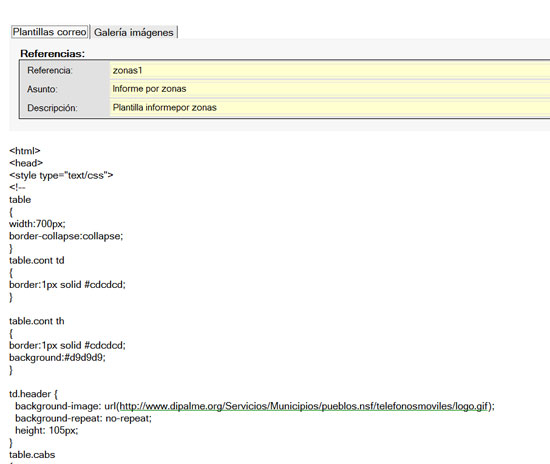 Plantillas correo Galería imágenes
Referencias:
Referencia: zonas1
Asunto: Informe por zonas
Descripción: Plantilla informepor zonas
<html>
<head>
<style type="text/css">
<!--
table
{
width:700px;
border-collapse:collapse;
}
table.cont td
{
border:1px solid #cdcdcd;
}
table.cont th
{
border:1px solid #cdcdcd;
background:#d9d9d9;
}
td.header {
background-image: url(http://www.dipalme.org/Servicios/Municipios/pueblos.nsf/telefonosmoviles/logo.gif);
background-repeat: no-repeat;
height: 105px;
}
table.cabs